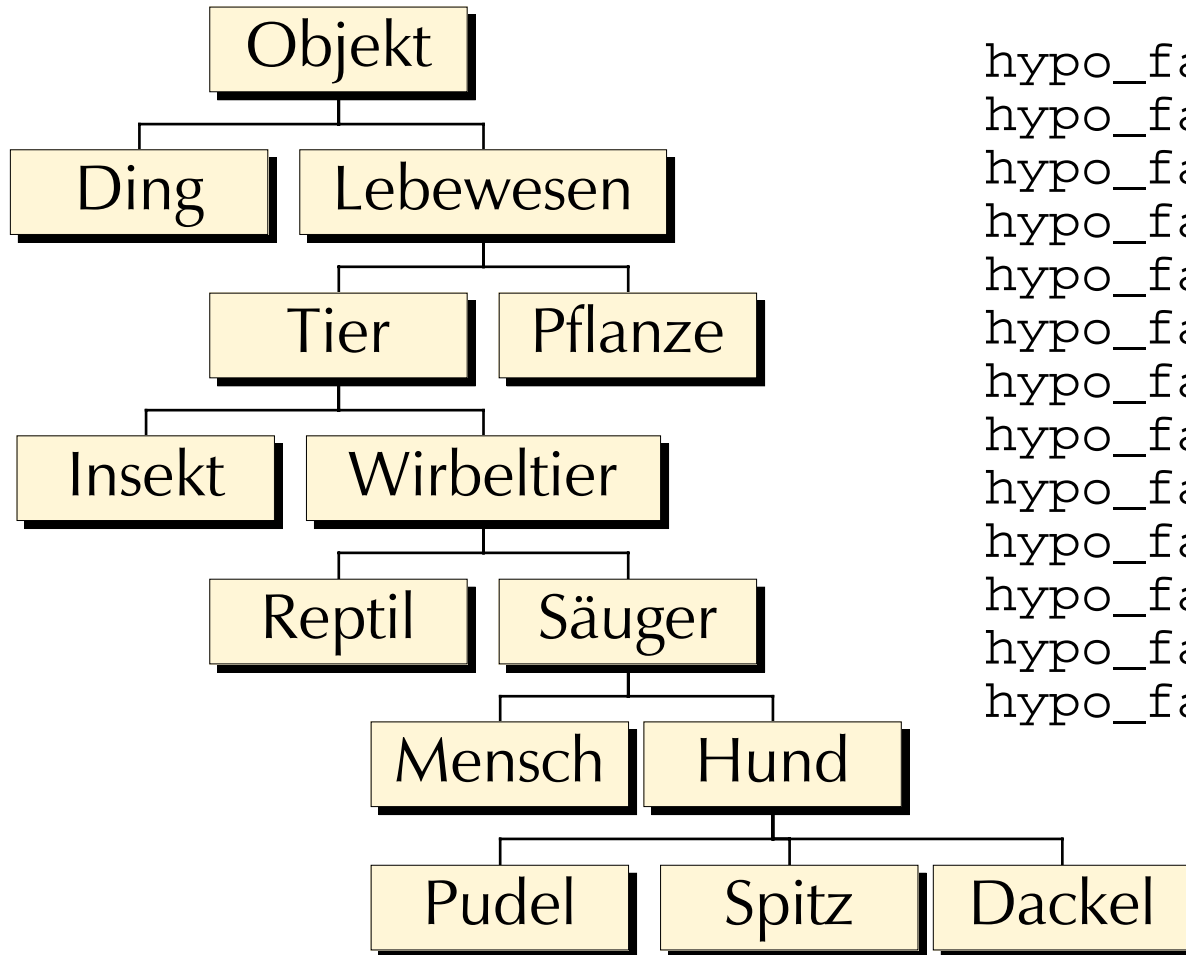 Objekt
Ding Lebewesen
Tier Pflanze
Insekt Wirbeltier
Reptil Säuger
Mensch Hund
Pudel Spitz Dackel
hypo_fa
hypo_fa
hypo_fa
hypo_fa
hypo_fa
hypo_fa
hypo_fa
hypo_fa
hypo_fa
hypo_fa
hypo_fa
hypo_fa
hypo_fa